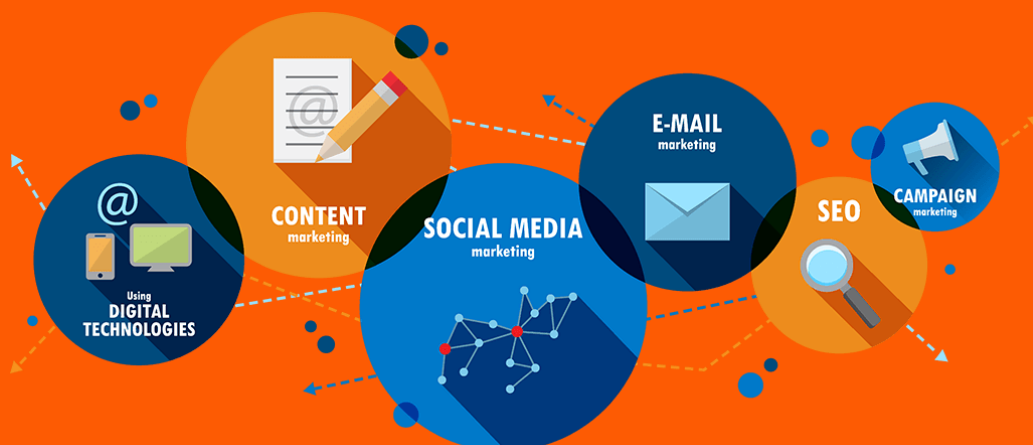 @
Using
DIGITAL
TECHNOLOGIES
@
CONTENT
marketing
SOCIAL MEDIA
marketing
E-MAIL
marketing
SEO
CAMPAIGN
marketing